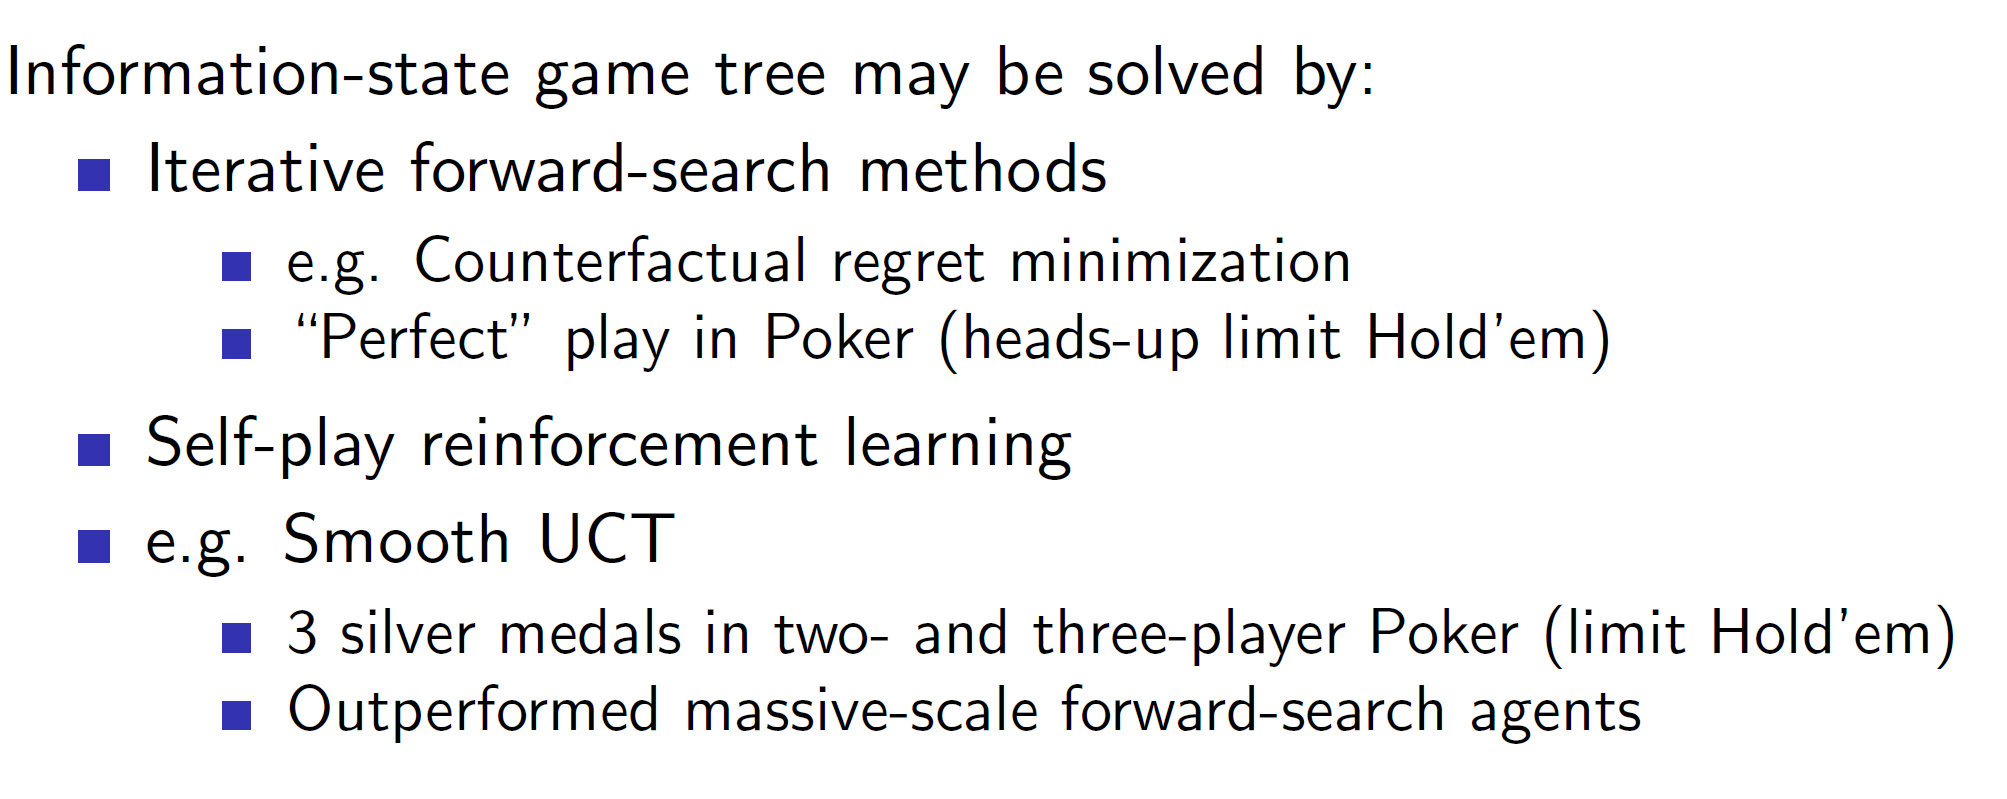 Information-state game tree may be solved by:
Iterative forward-search methods
e.g. Counterfactual regret minimization
“Perfect” play in Poker (heads-up limit Hold’em)
Self-play reinforcement learning
e.g. Smooth UCT
3 silver medals in two- and three-player Poker (limit Hold’em)
Outperformed massive-scale forward-search agents